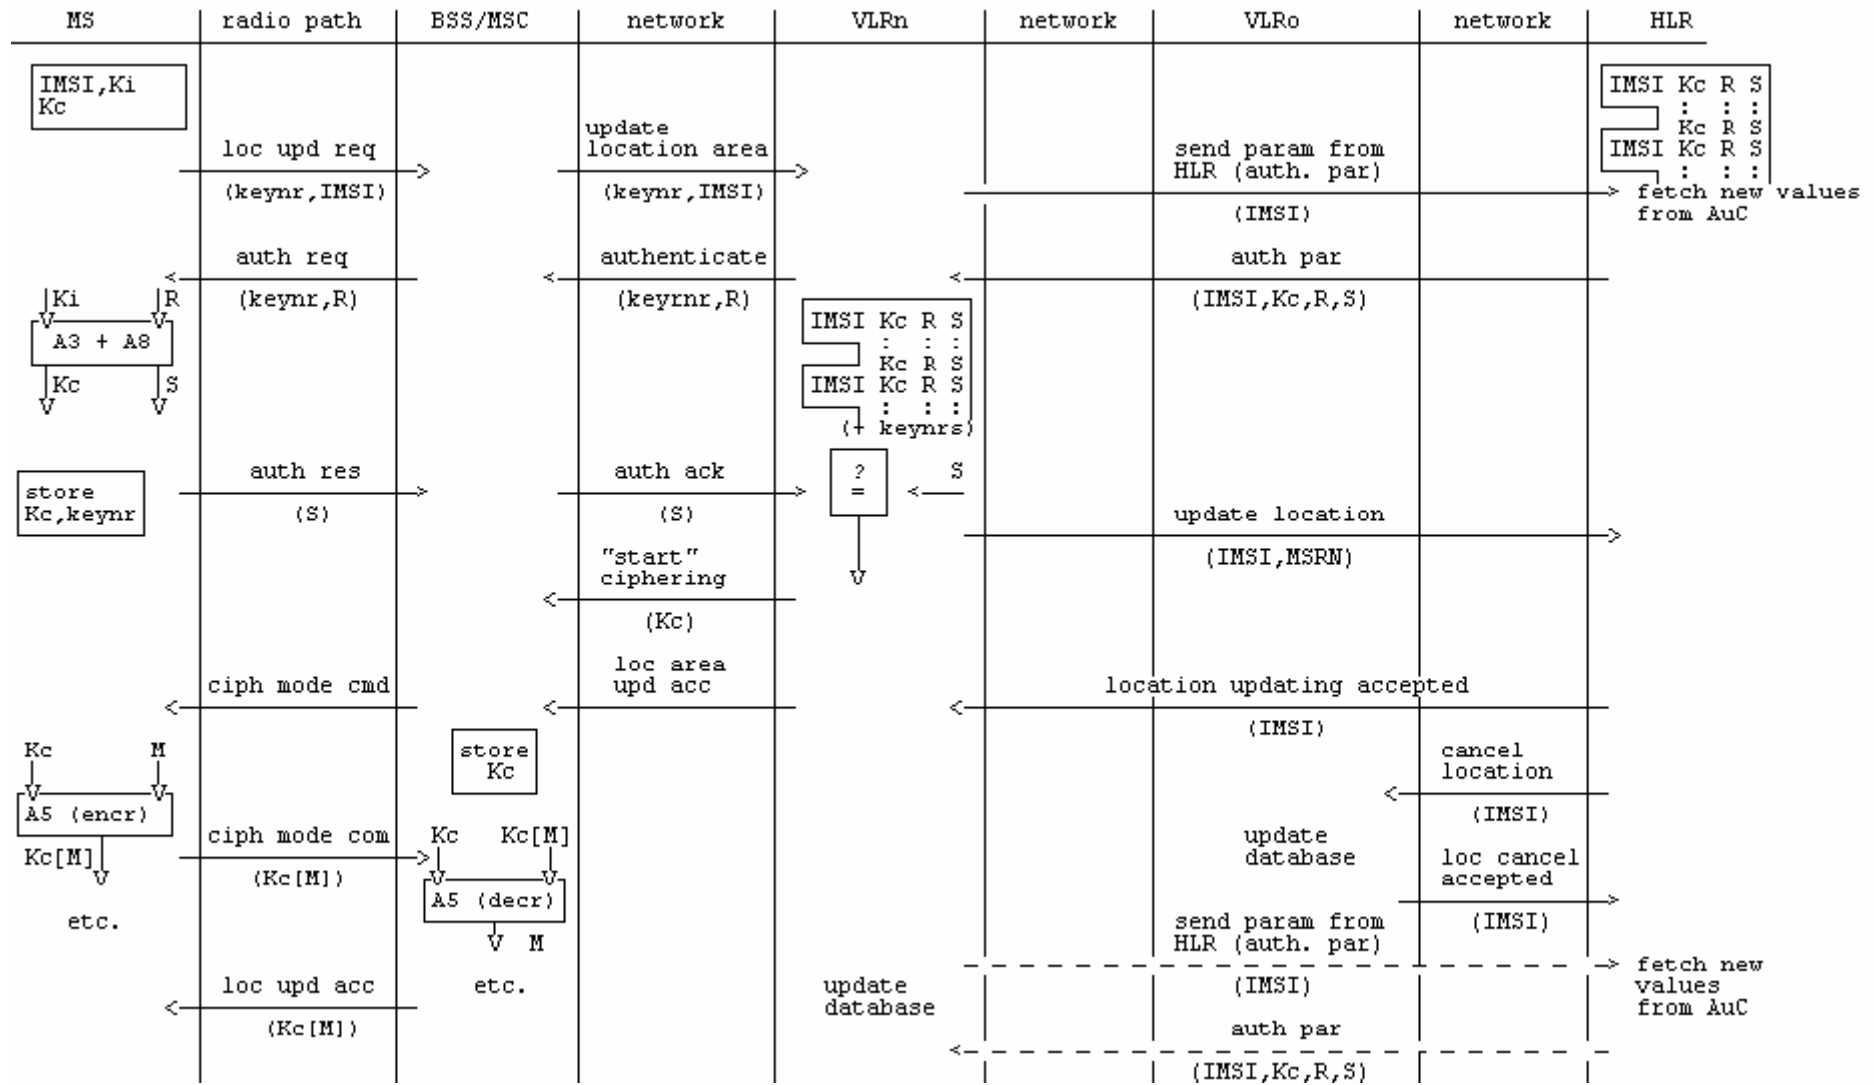 MS radio path BSS/MSC network VLRn network VLRo network HLR
IMSI,Ki
Kc
IMSI Kc R S
: : :
Kc R S
IMSI Kc R S
: : :
loc upd req
(keynr,IMSI)
update
location area
(keynr,IMSI)
send param from
HLR (auth. par)
(IMSI)
fetch new values
from AuC
auth req
(keynr,R)
authenticate
(keyrnr,R)
auth par
(IMSI,Kc,R,S)
Ki R
A3 + A8
Kc S
IMSI Kc R S
: : :
Kc R S
IMSI Kc R S
: : :
(+ keynrs)
store
Kc,keynr
auth res
(S)
auth ack
(S)
?
=
S
update location
(IMSI,MSRN)
"start"
ciphering
(Kc)
ciph mode cmd
loc area
upd acc
location updating accepted
(IMSI)
Kc M
A5 (encr)
Kc[M]
etc.
store
Kc
cancel
location
(IMSI)
ciph mode com
(Kc[M])
Kc Kc[M]
A5 (decr)
M
etc.
update
database
loc cancel
accepted
(IMSI)
send param from
HLR (auth. par)
(IMSI)
fetch new
values
from AuC
loc upd acc
(Kc[M])
update
database
auth par
(IMSI,Kc,R,S)